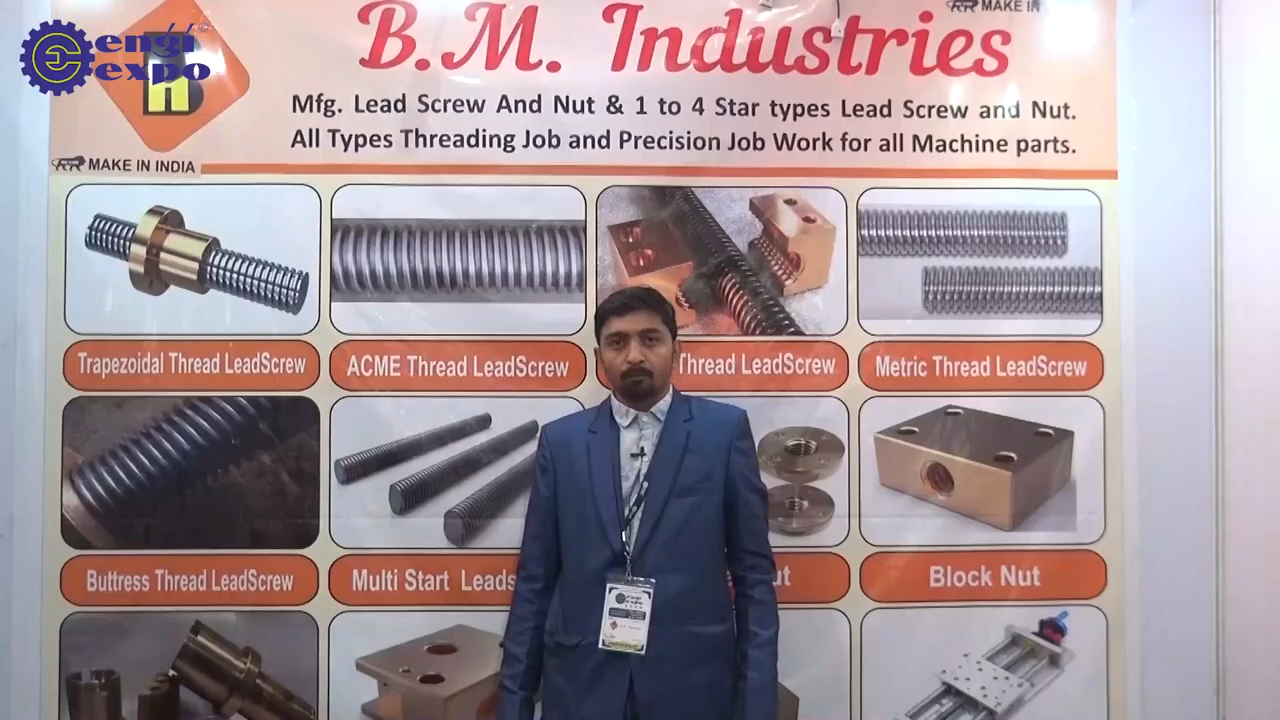 engi
expo
B.M. Industries
MAKE IN
Mfg. Lead Screw And Nut & 1 to 4 Star types Lead Screw and Nut.
All Types Threading Job and Precision Job Work for all Machine parts.
MAKE IN INDIA
Trapezoidal Thread LeadScrew
ACME Thread LeadScrew
Thread LeadScrew
Metric Thread LeadScrew
Buttress Thread LeadScrew
Multi Start Leads
ut
Block Nut